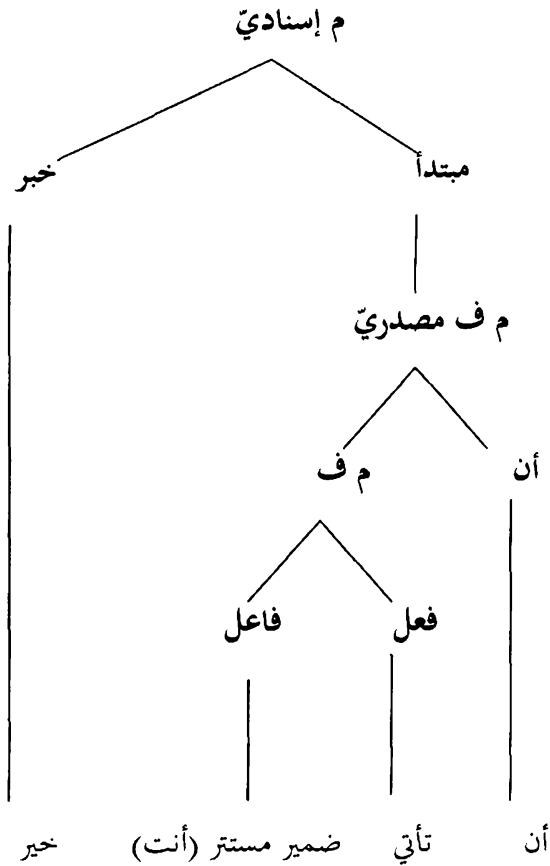 م إسناديّ
مبتدأ خبر
م ف مصدريّ
أن م ف
فعل فاعل
أن تأتي ضمير مستتر (أنت) خير